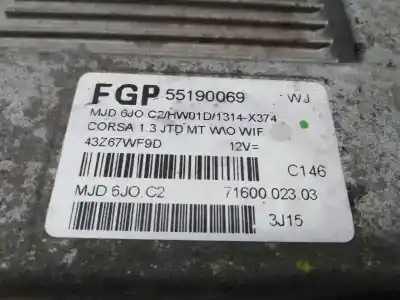 FGP 55190069 WJ
MJD 6JO C2/HW01D/1314-X374
CORSA 1.3 JTD MT W\O WIF
43Z67WF9D 12V=
C146
MJD 6JO.C2 71600.023.03
3J15